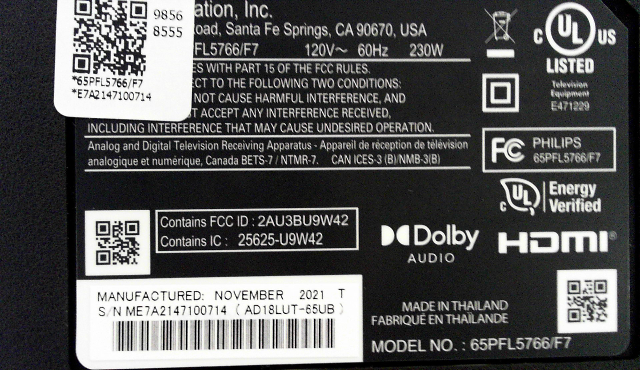 9856
8555
*65PFL5766/F7
*E7A2147100714
ation, Inc.
oad, Santa Fe Springs, CA 90670, USA
FL5766/F7 120V~ 60Hz 230W
ES WITH PART 15 OF THE FCC RULES.
ECT TO THE FOLLOWING TWO CONDITIONS:
NOT CAUSE HARMFUL INTERFERENCE, AND
T ACCEPT ANY INTERFERENCE RECEIVED,
INCLUDING INTERFERENCE THAT MAY CAUSE UNDESIRED OPERATION.
Analog and Digital Television Receiving Apparatus - Appareil de réception de télévision
analogique et numérique, Canada BETS-7 / NTMR-7. CAN ICES-3 (B)/NMB-3(B)
C UL US
LISTED
Television
Equipment
E471229
FC PHILIPS
65PFL5766/F7
C UL Energy
Verified
Contains FCC ID : 2AU3BU9W42
Contains IC : 25625-U9W42
Dolby
AUDIO
HDMI
MANUFACTURED: NOVEMBER 2021 T
S/N ME7A2147100714 ( AD18LUT-65UB )
MADE IN THAILAND
FABRIQUÉ EN THAÏLANDE
MODEL NO. : 65PFL5766/F7